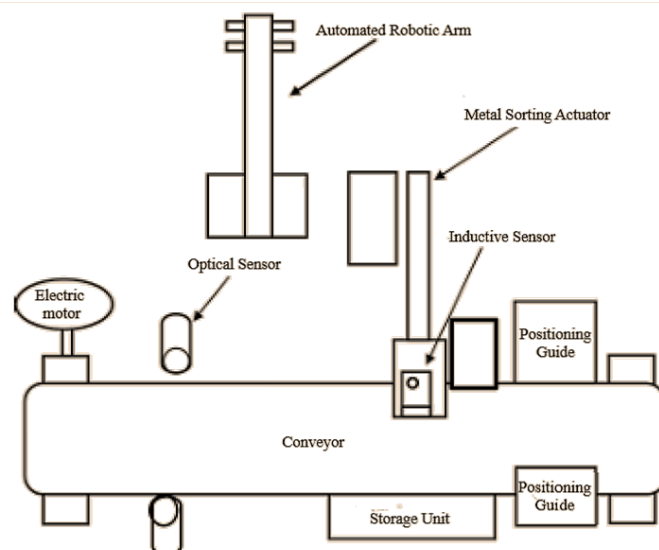 Automated Robotic Arm
Metal Sorting Actuator
Inductive Sensor
Optical Sensor
Electric
motor
Positioning
Guide
Conveyor
Positioning
Guide
Storage Unit